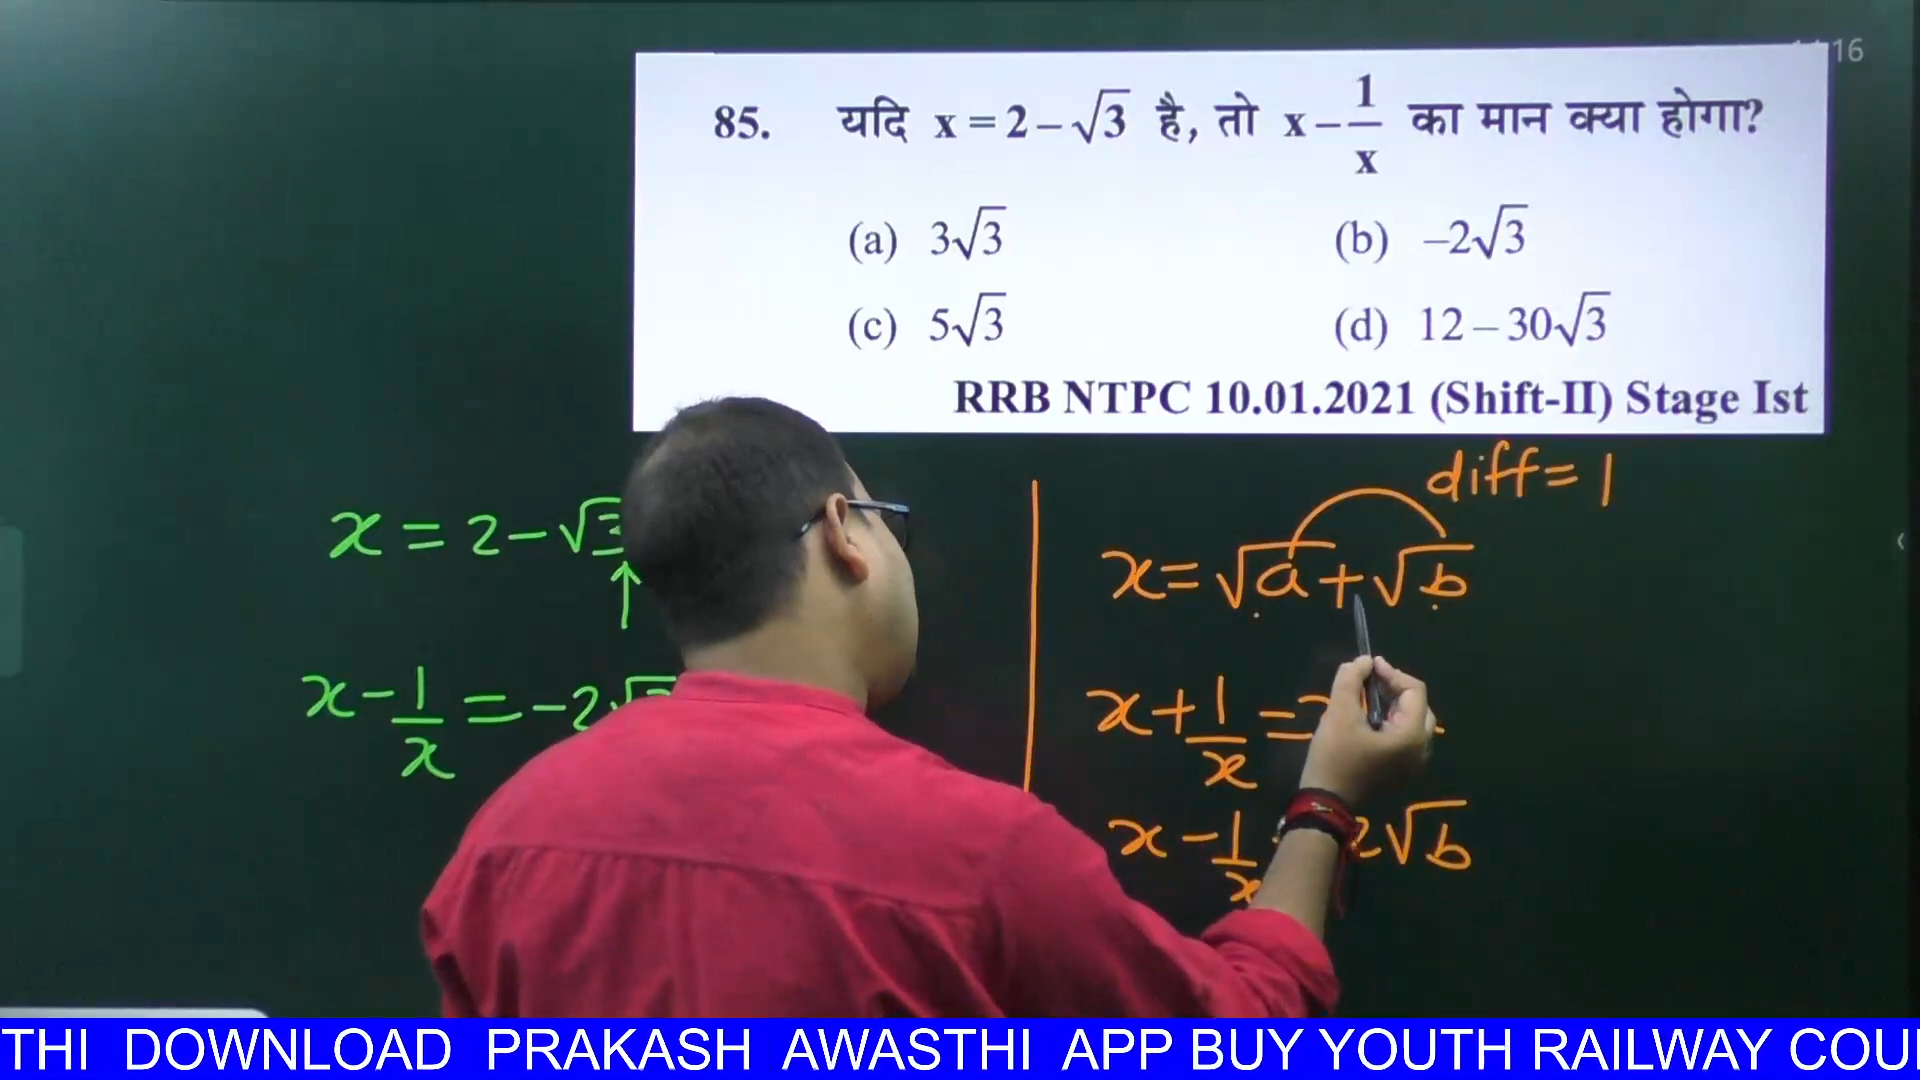 16
85. यदि x = 2 – √3 है, तो x – 1/x का मान क्या होगा?
(a) 3√3 (b) –2√3
(c) 5√3 (d) 12 – 30√3
RRB NTPC 10.01.2021 (Shift-II) Stage Ist
diff = 1
x = 2 – √3
x = √a + √b
x – 1/x = –2√
x + 1/x = 2
x – 1/x 2√b
THI DOWNLOAD PRAKASH AWASTHI APP BUY YOUTH RAILWAY COU